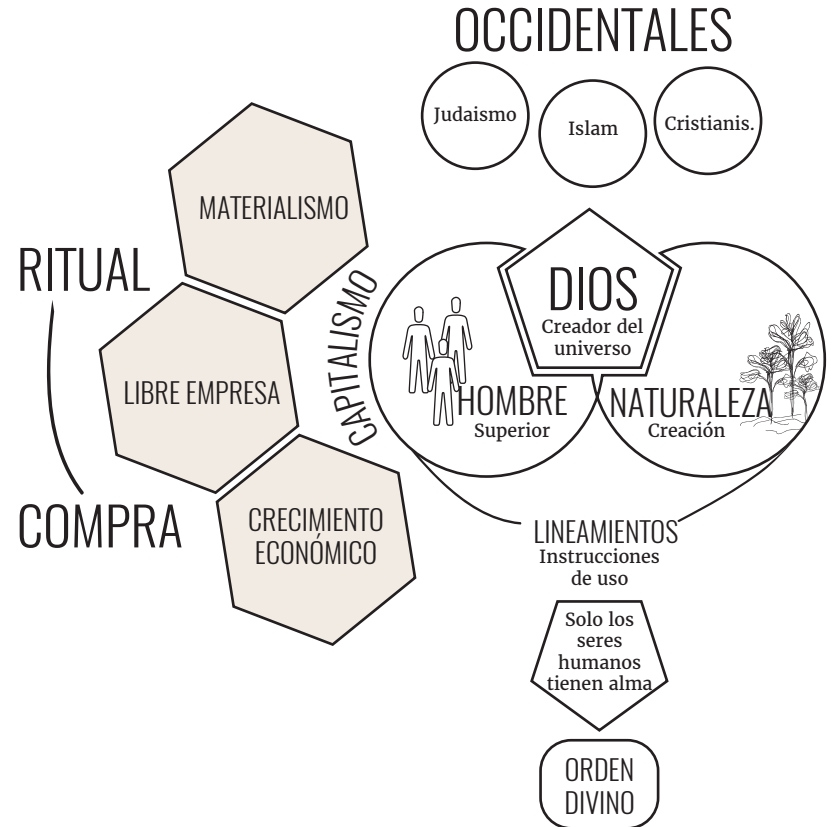 OCCIDENTALES
Judaismo
Islam
Cristianis.
MATERIALISMO
RITUAL
LIBRE EMPRESA
COMPRA
CRECIMIENTO
ECONÓMICO
CAPITALISMO
DIOS
Creador del
universo
HOMBRE
Superior
NATURALEZA
Creación
LINEAMIENTOS
Instrucciones
de uso
Solo los
seres
humanos
tienen alma
ORDEN
DIVINO